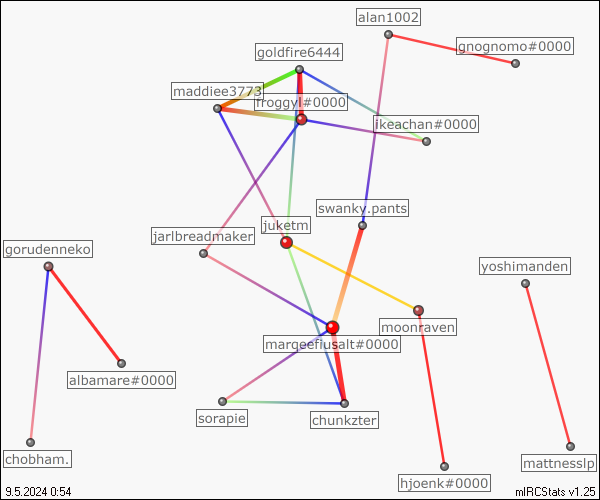 alan1002
gnognomo#0000
goldfire6444
maddiee3773
froggyl#0000
ikeachan#0000
swanky.pants
juketm
jarlbreadmaker
gorudenneko
yoshimanden
moonraven
margeefiusalt#0000
albamare#0000
sorapie
chunkzter
chobham.
mattnesslp
hjoenk#0000
9.5.2024 0:54
mIRCStats v1.25